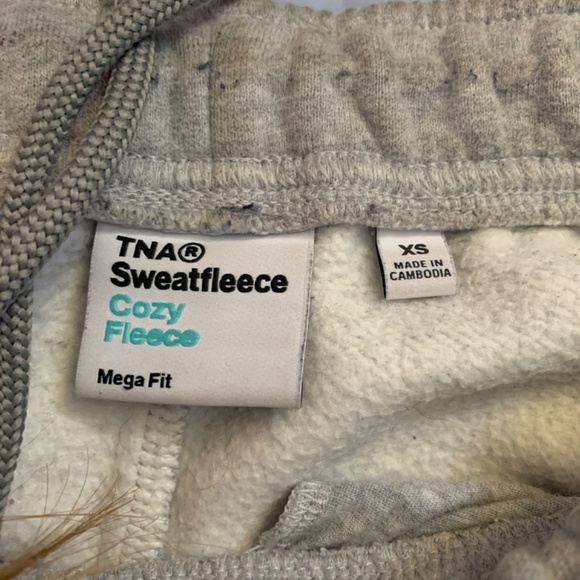 TNA®
Sweatfleece
Cozy
Fleece
Mega Fit
XS
MADE IN
CAMBODIA